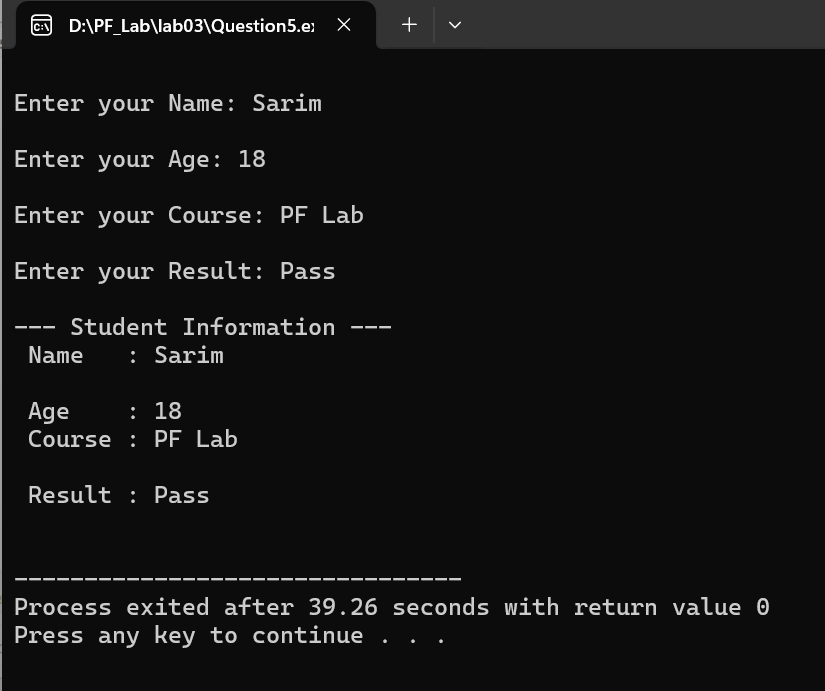 D:\PF_Lab\lab03\Question5.e
Enter your Name: Sarim
Enter your Age: 18
Enter your Course: PF Lab
Enter your Result: Pass
--- Student Information ---
Name   : Sarim
Age    : 18
Course : PF Lab
Result : Pass
--------------------------------
Process exited after 39.26 seconds with return value 0
Press any key to continue . . .